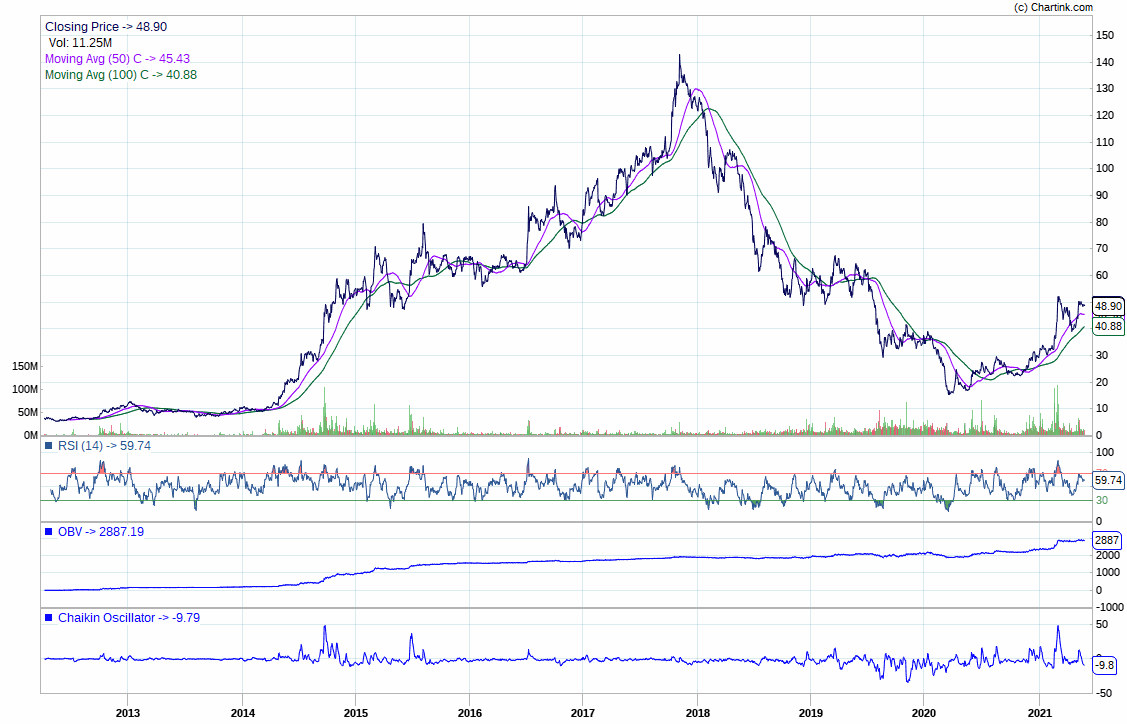 (c) Chartink.com
Closing Price -> 48.90
Vol: 11.25M
Moving Avg (50) C -> 45.43
Moving Avg (100) C -> 40.88
150
140
130
120
110
100
90
80
70
60
48.90
40.88
30
20
10
0
150M
100M
50M
0M
RSI (14) -> 59.74
100
70
59.74
30
0
OBV -> 2887.19
2887
2000
1000
0
-1000
Chaikin Oscillator -> -9.79
50
-9.8
-50
2013 2014 2015 2016 2017 2018 2019 2020 2021